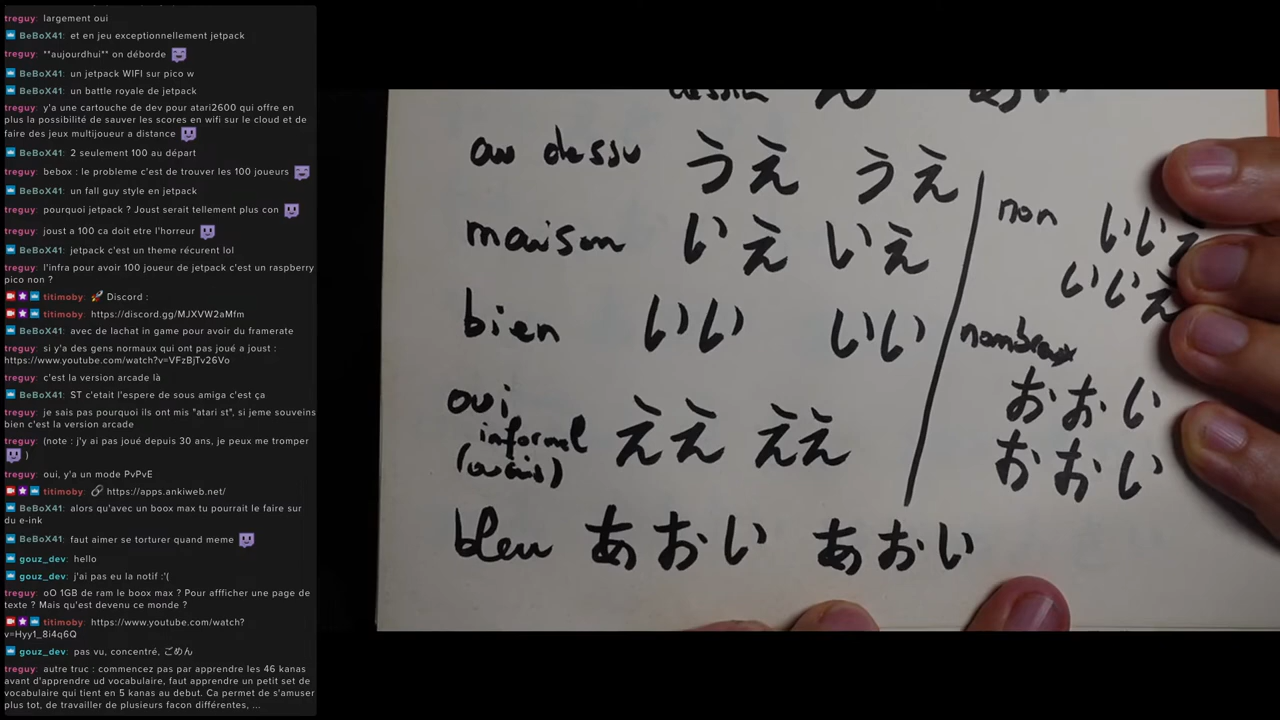 treguy: largement oui
BeBoX41: et en jeu exceptionnellement jetpack
treguy: **aujourdhui** on déborde
BeBoX41: un jetpack WIFI sur pico w
BeBoX41: un battle royale de jetpack
treguy: y'a une cartouche de dev pour atari2600 qui offre en
plus la possibilité de sauver les scores en wifi sur le cloud et de
faire des jeux multijoueur a distance
BeBoX41: 2 seulement 100 au départ
treguy: bebox : le probleme c'est de trouver les 100 joueurs
BeBoX41: un fall guy style en jetpack
treguy: pourquoi jetpack ? Joust serait tellement plus con
treguy: joust a 100 ca doit etre l'horreur
BeBoX41: jetpack c'est un theme récurent lol
treguy: l'infra pour avoir 100 joueur de jetpack c'est un raspberry
pico non ?
titimoby: Discord :
titimoby: https://discord.gg/MJXVW2aMfm
BeBoX41: avec de lachat in game pour avoir du framerate
treguy: si y'a des gens normaux qui ont pas joué a joust :
https://www.youtube.com/watch?v=VFzBjTv26Vo
treguy: c'est la version arcade là
BeBoX41: ST c'etait l'espere de sous amiga c'est ça
treguy: je sais pas pourquoi ils ont mis "atari st", si jeme souveins
bien c'est la version arcade
treguy: (note : j'y ai pas joué depuis 30 ans, je peux me tromper
)
treguy: oui, y'a un mode PvPvE
titimoby: https://apps.ankiweb.net/
BeBoX41: alors qu'avec un boox max tu pourrait le faire sur
du e-ink
BeBoX41: faut aimer se torturer quand meme
gouz_dev: hello
gouz_dev: j'ai pas eu la notif :'(
treguy: oO 1GB de ram le boox max ? Pour affficher une page de
texte ? Mais qu'est devenu ce monde ?
titimoby: https://www.youtube.com/watch?
v=Hyy1_8i4q6Q
gouz_dev: pas vu, concentré, ごめん
treguy: autre truc : commencez pas par apprendre les 46 kanas
avant d'apprendre ud vocabulaire, faut apprendre un petit set de
vocabulaire qui tient en 5 kanas au debut. Ca permet de s'amuser
plus tot, de travailler de plusieurs facon différentes, ...
au dessu うえ うえ
maison いえ いえ
bien いい いい
oui
informel
(ouais) ええ ええ
bleu あおい あおい
non いいえ
いいえ
nombreux
おおい
おおい